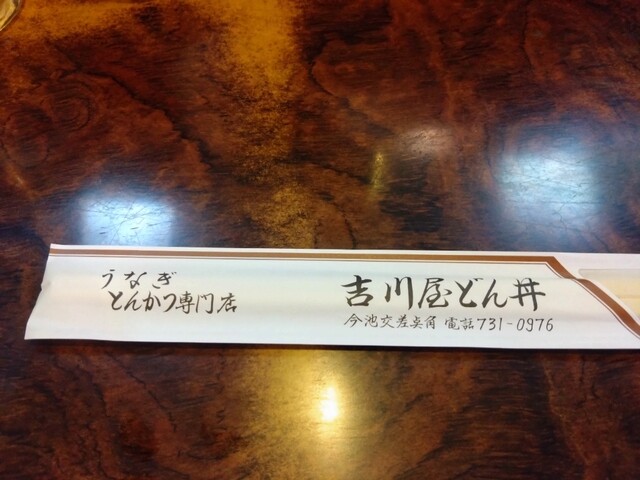 うなぎ
とんかつ専門店
吉川屋どん丼
今池交差点角 電話731-0976